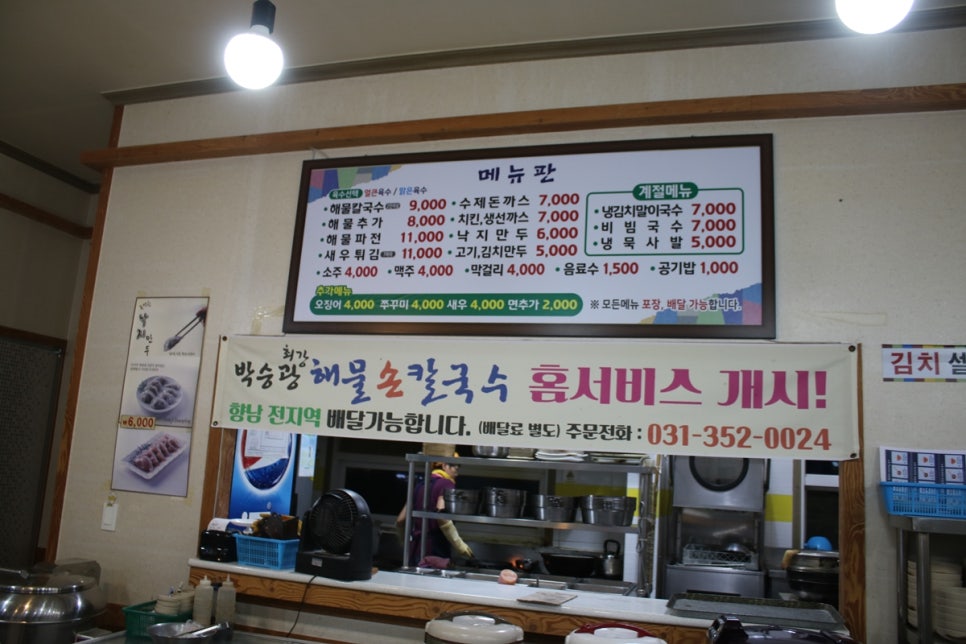 메뉴판
육수선택 얼큰육수 / 맑은육수
해물칼국수 9,000
해물추가 8,000
해물파전 11,000
새우튀김 11,000
수제돈까스 7,000
치킨,생선까스 7,000
낙지만두 6,000
고기,김치만두 5,000
계절메뉴
냉김치말이국수 7,000
비빔국수 7,000
냉묵사발 5,000
소주 4,000 맥주 4,000 막걸리 4,000 음료수 1,500 공기밥 1,000
추가메뉴
오징어 4,000 쭈꾸미 4,000 새우 4,000 면추가 2,000
※ 모든메뉴 포장, 배달 가능합니다.
최강
박승광 해물손칼국수 홈서비스 개시!
향남 전지역 배달가능합니다. (배달료 별도) 주문전화 : 031-352-0024
김치 셀
₩6,000